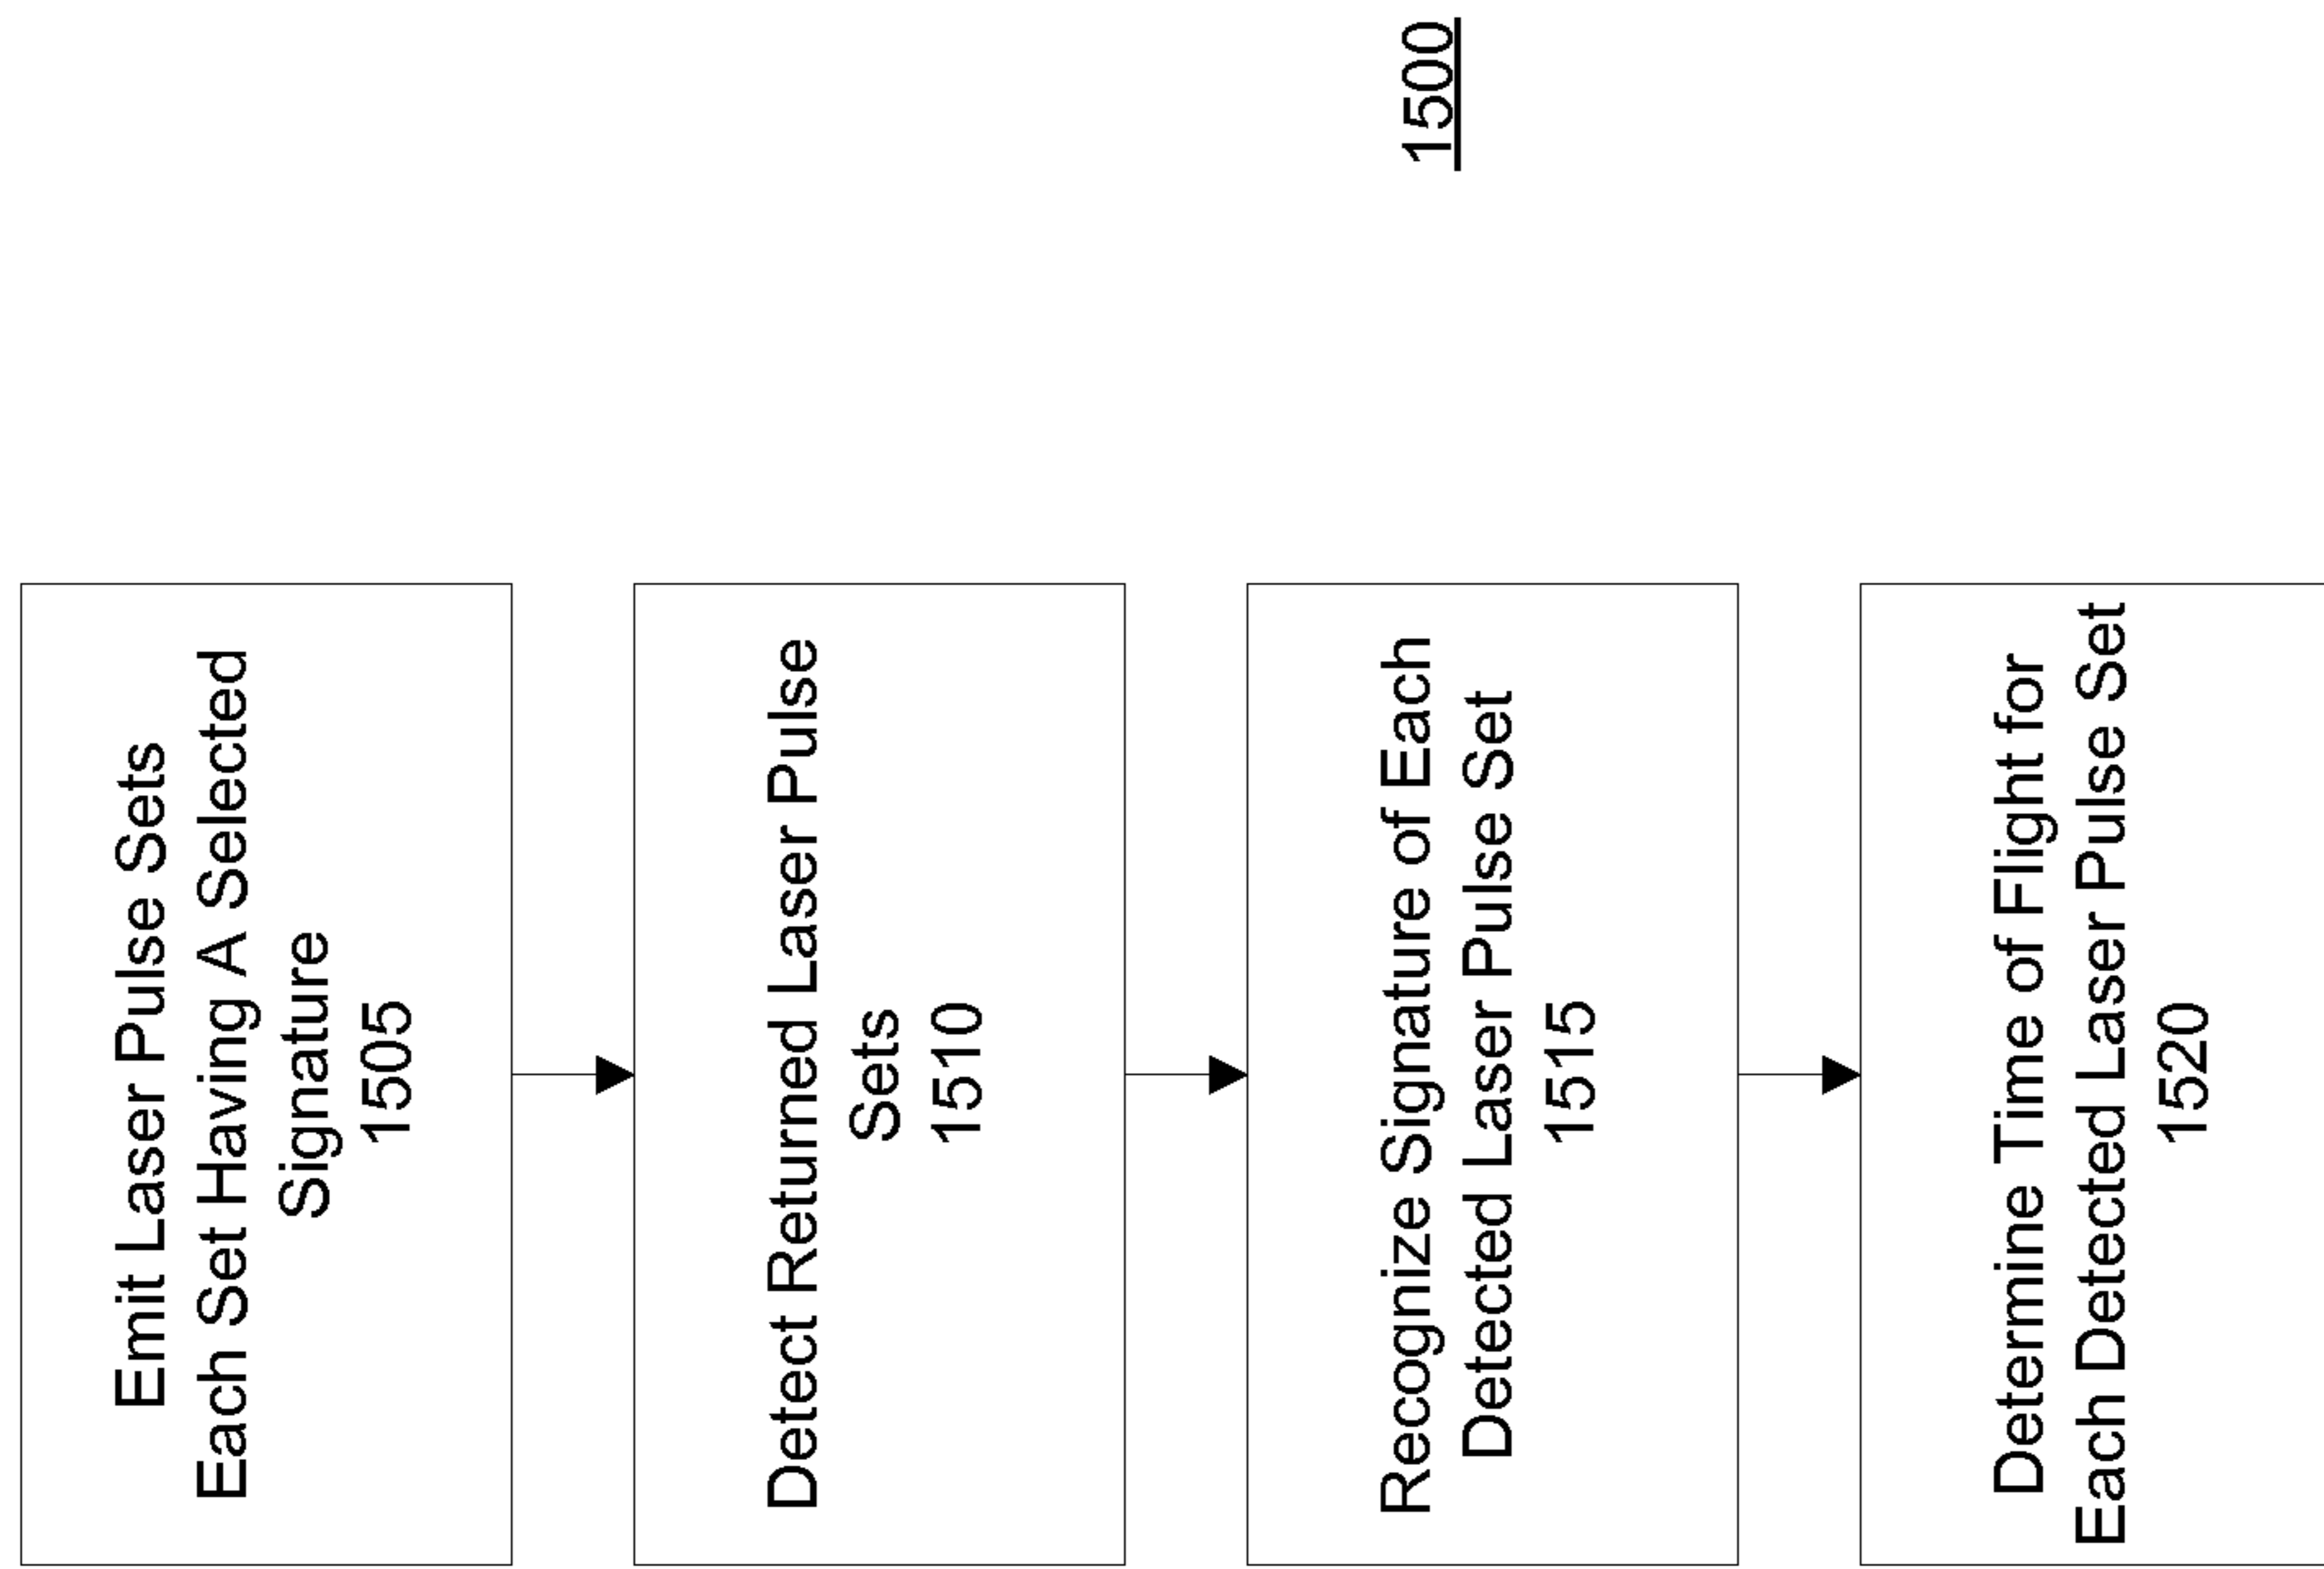 Emit Laser Pulse Sets
Each Set Having A Selected
Signature
1505
Detect Returned Laser Pulse
Sets
1510
Recognize Signature of Each
Detected Laser Pulse Set
1515
Determine Time of Flight for
Each Detected Laser Pulse Set
1520
1500